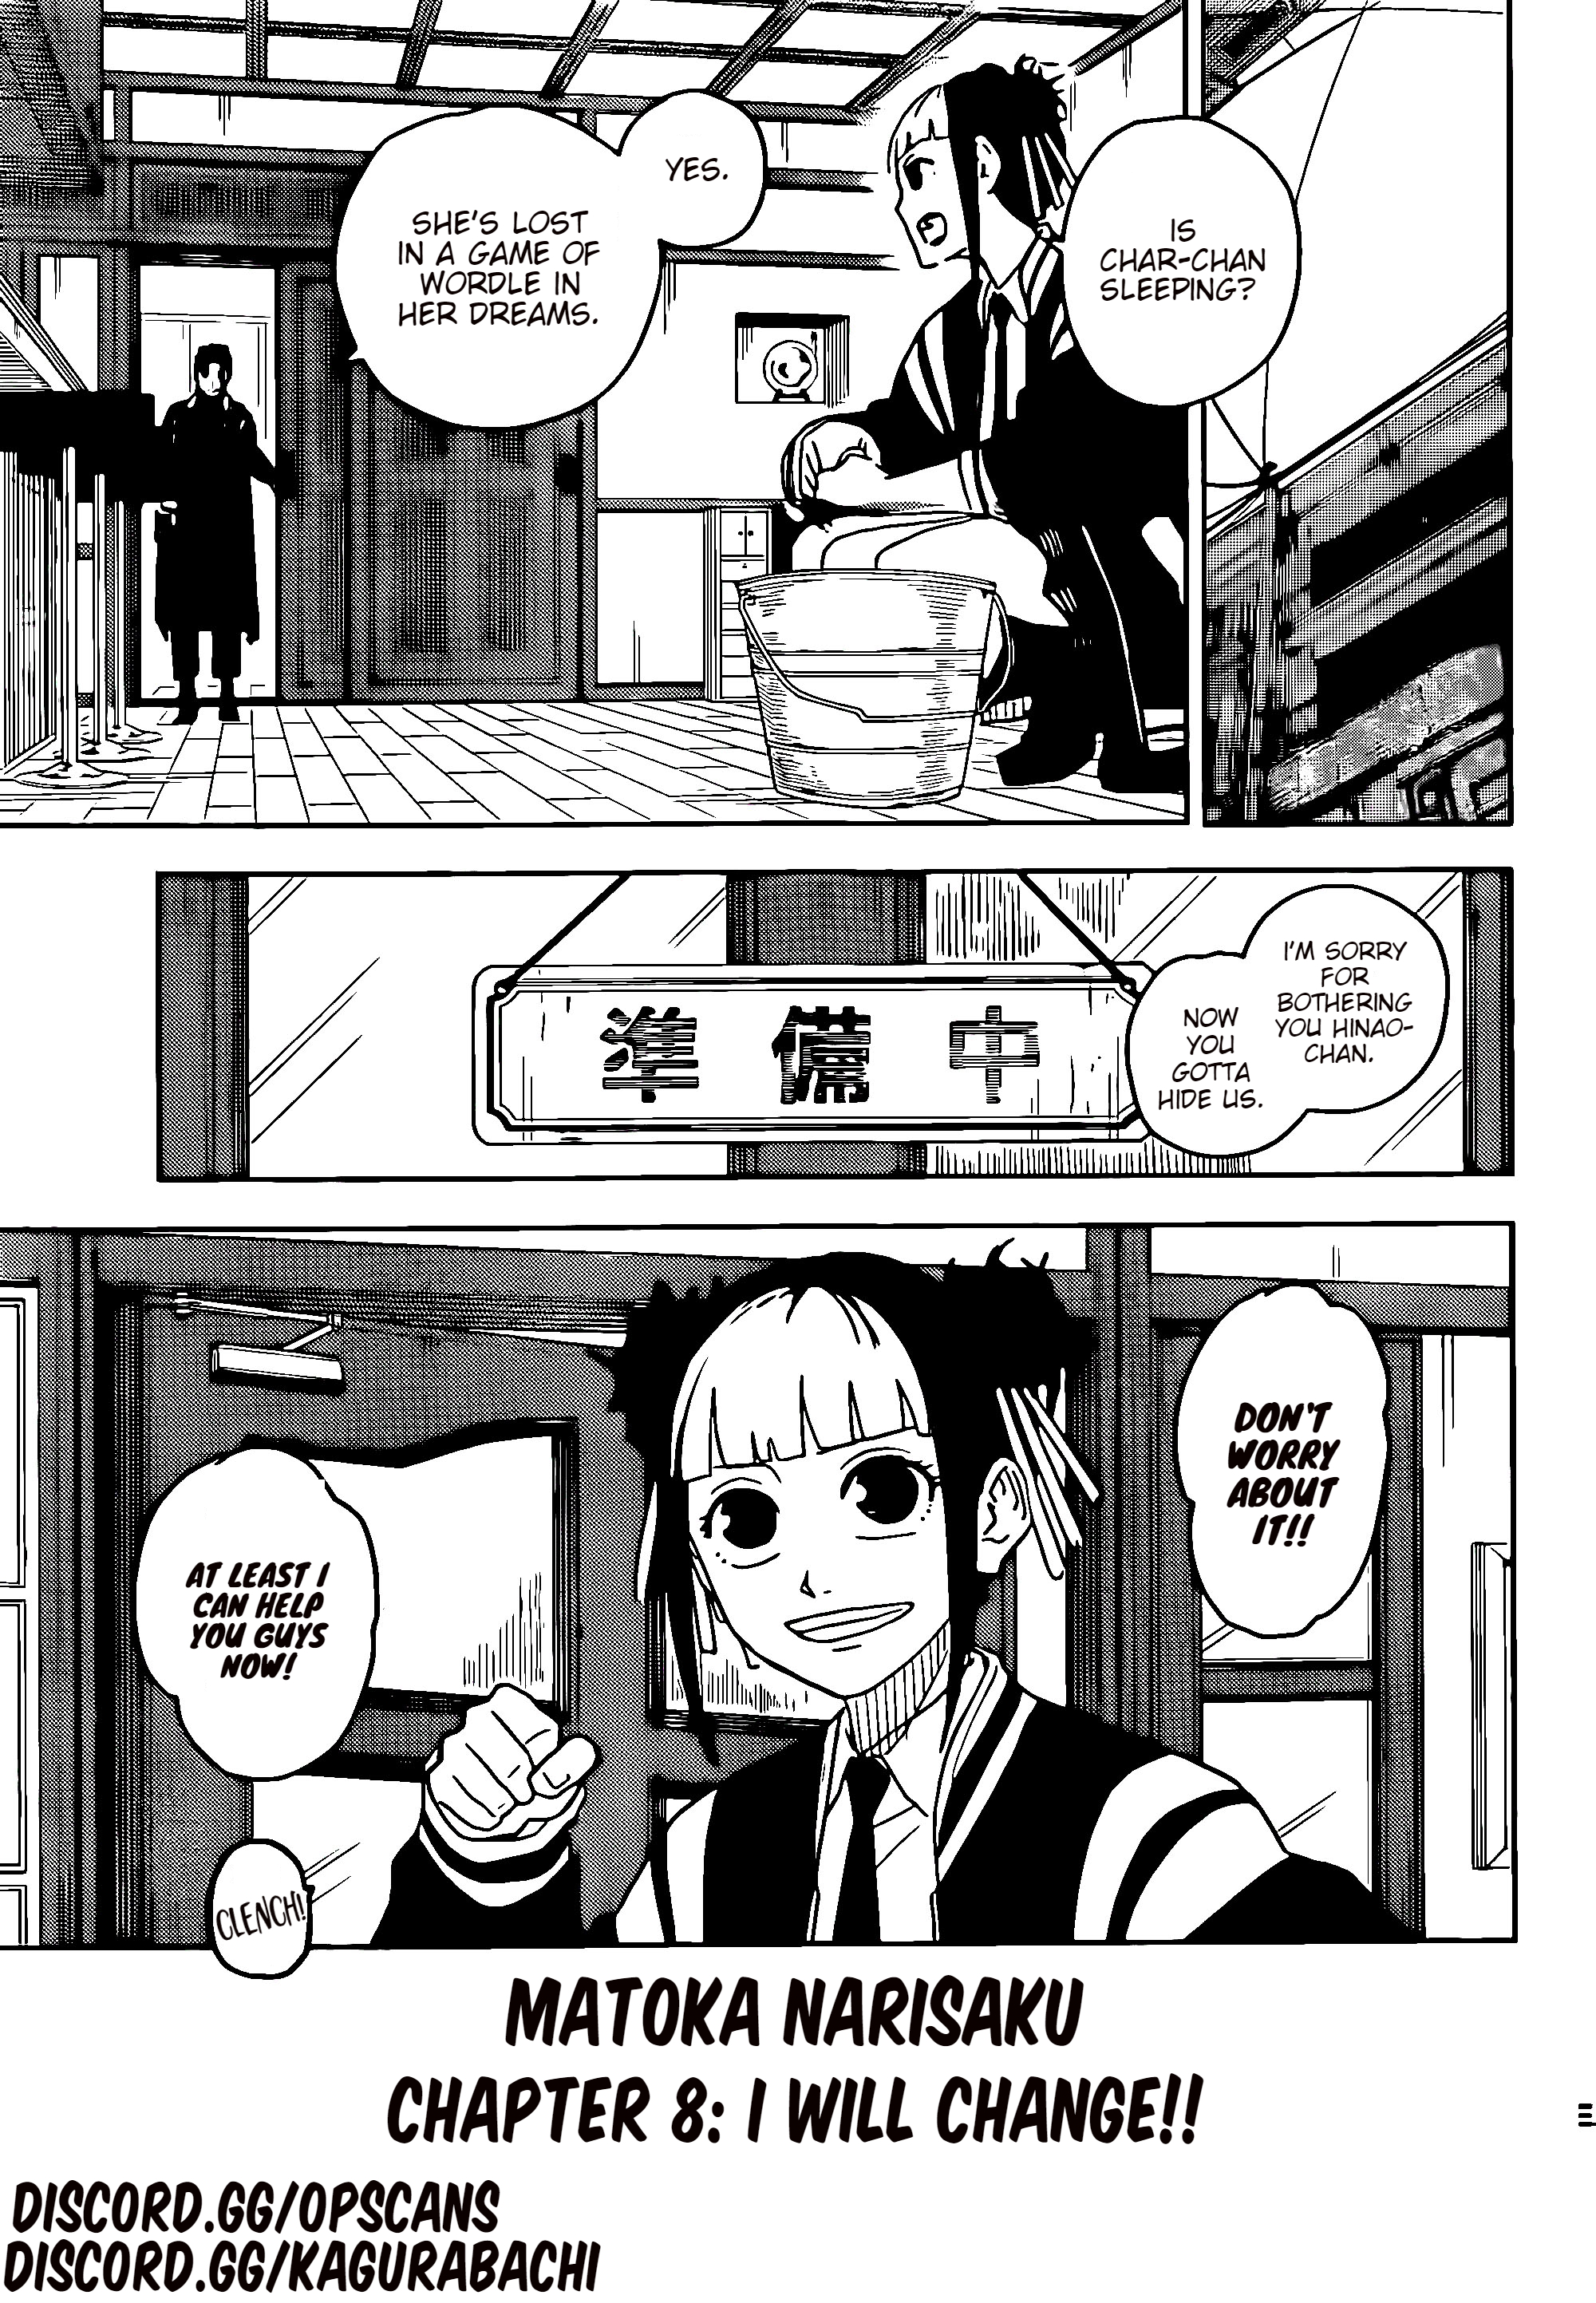 IS
CHAR-CHAN
SLEEPING?
YES.
SHE'S LOST
IN A GAME OF
WORDLE IN
HER DREAMS.
I'M SORRY
FOR
BOTHERING
YOU HINAO-
CHAN.
NOW
YOU
GOTTA
HIDE US.
準備中
DON'T
WORRY
ABOUT
IT!!
AT LEAST I
CAN HELP
YOU GUYS
NOW!
CLENCH!
MATOKA NARISAKU
CHAPTER 8: I WILL CHANGE!!
DISCORD.GG/OPSCANS
DISCORD.GG/KAGURABACHI